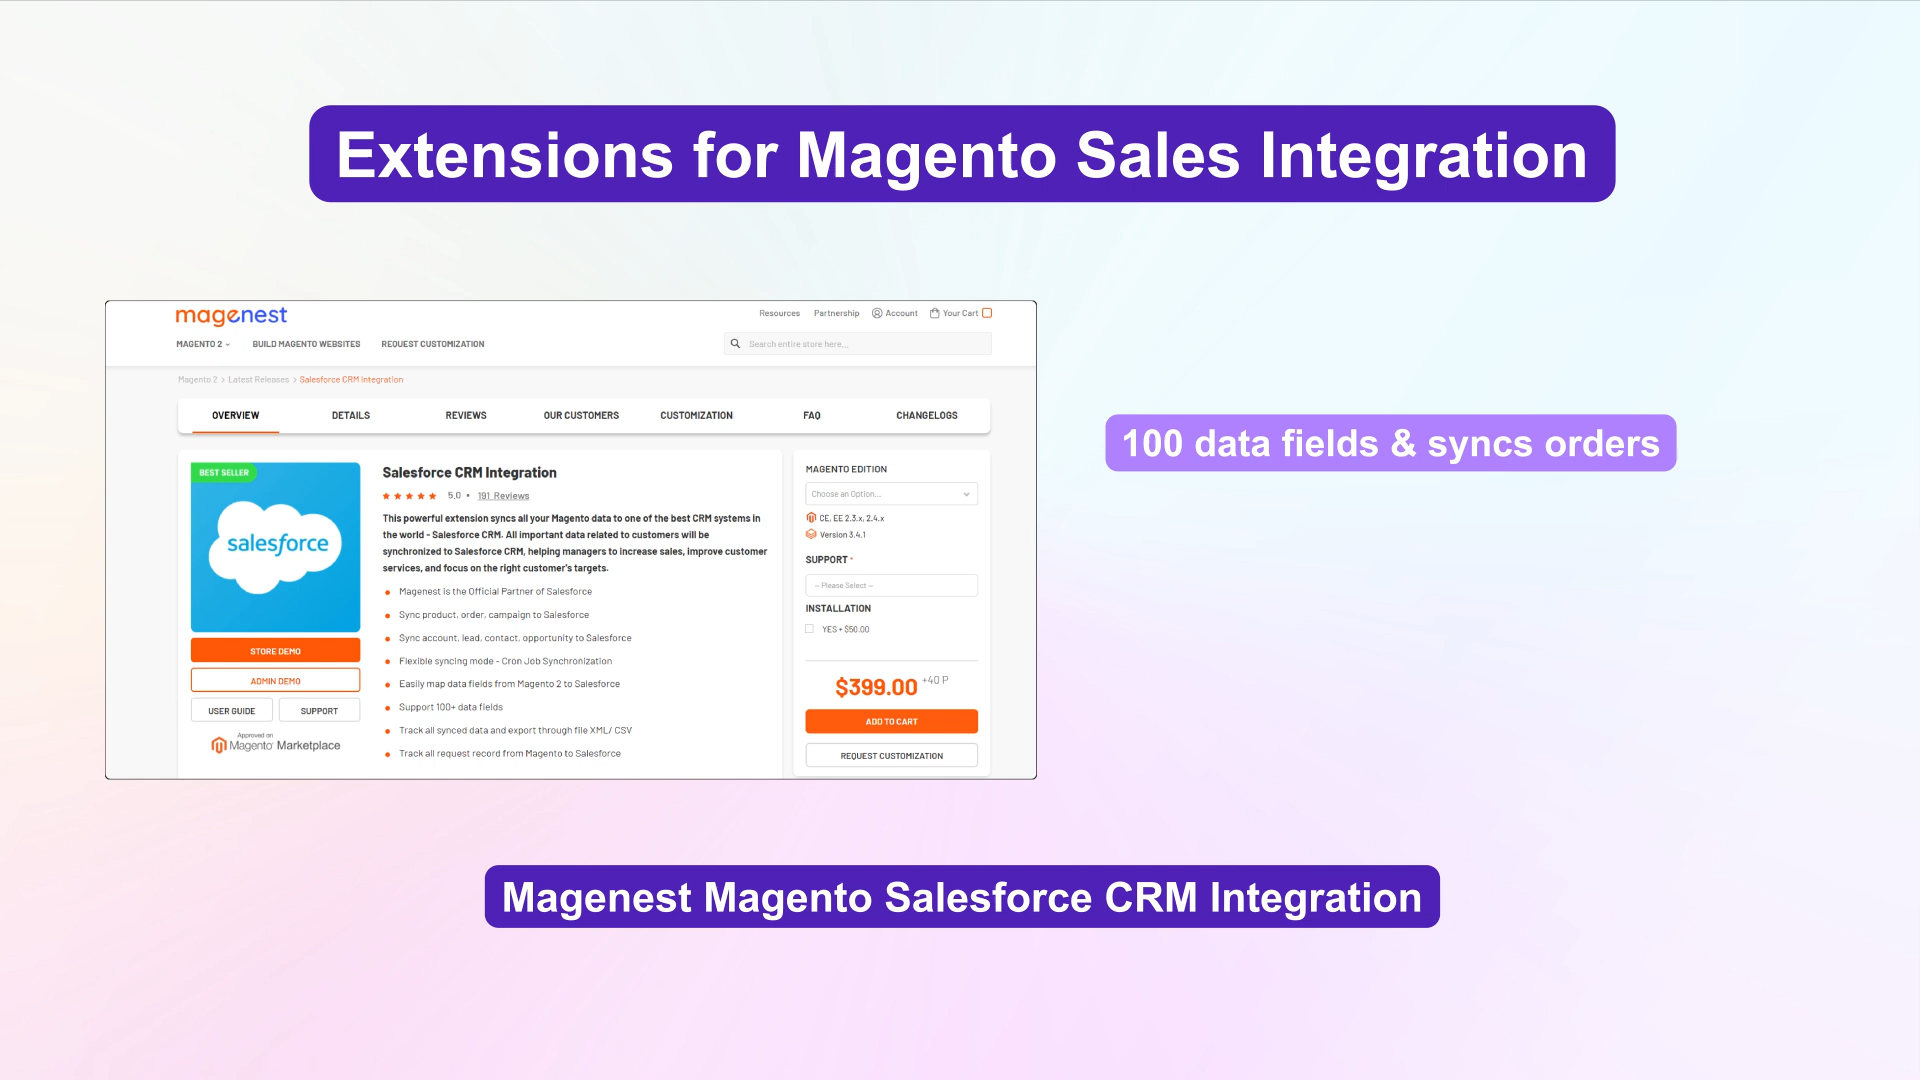 Extensions for Magento Sales Integration
magenest
Resources Partnership Account Your Cart
MAGENTO 2 BUILD MAGENTO WEBSITES REQUEST CUSTOMIZATION
Search entire store here...
Magento 2 > Latest Releases > Salesforce CRM Integration
OVERVIEW DETAILS REVIEWS OUR CUSTOMERS CUSTOMIZATION FAQ CHANGELOGS
BEST SELLER
salesforce
STORE DEMO
ADMIN DEMO
USER GUIDE SUPPORT
Approved on
Magento Marketplace
Salesforce CRM Integration
5.0 • 191 Reviews
This powerful extension syncs all your Magento data to one of the best CRM systems in
the world - Salesforce CRM. All important data related to customers will be
synchronized to Salesforce CRM, helping managers to increase sales, improve customer
services, and focus on the right customer's targets.
Magenest is the Official Partner of Salesforce
Sync product, order, campaign to Salesforce
Sync account, lead, contact, opportunity to Salesforce
Flexible syncing mode - Cron Job Synchronization
Easily map data fields from Magento 2 to Salesforce
Support 100+ data fields
Track all synced data and export through file XML/ CSV
Track all request record from Magento to Salesforce
MAGENTO EDITION
Choose an Option...
CE, EE 2.3.x, 2.4.x
Version 3.4.1
SUPPORT *
-- Please Select --
INSTALLATION
YES + $50.00
$399.00 +40 P
ADD TO CART
REQUEST CUSTOMIZATION
100 data fields & syncs orders
Magenest Magento Salesforce CRM Integration